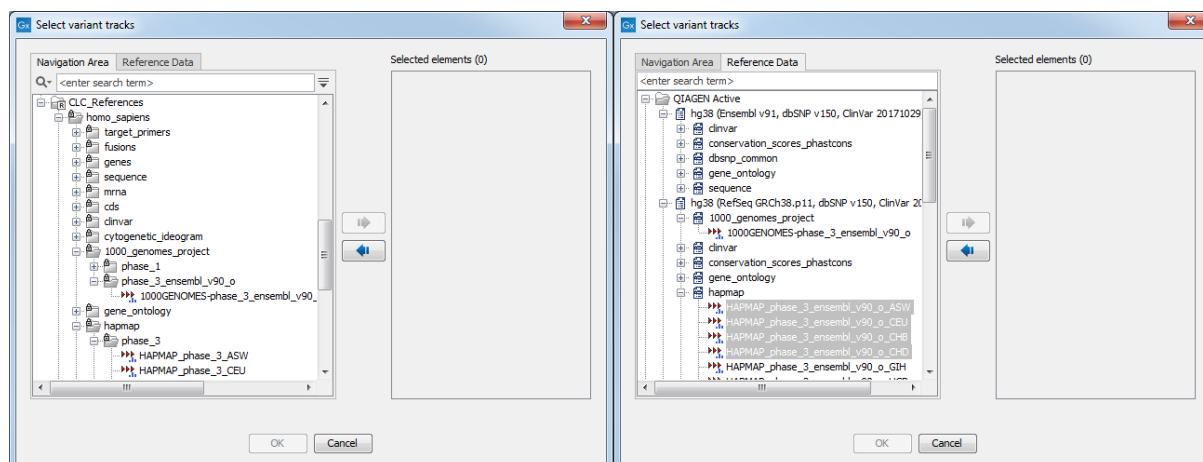 Gx Select variant tracks
Navigation Area Reference Data
Selected elements (0)
<enter search term>
CLC_References
homo_sapiens
target_primers
fusions
genes
sequence
mrna
cds
clinvar
cytogenetic_ideogram
1000_genomes_project
phase_1
phase_3_ensembl_v90_o
1000GENOMES-phase_3_ensembl_v90_
gene_ontology
hapmap
phase_3
HAPMAP_phase_3_ASW
HAPMAP_phase_3_CEU
OK Cancel
Gx Select variant tracks
Navigation Area Reference Data
Selected elements (0)
<enter search term>
QIAGEN Active
hg38 (Ensembl v91, dbSNP v150, ClinVar 20171029
clinvar
conservation_scores_phastcons
dbsnp_common
gene_ontology
sequence
hg38 (RefSeq GRCh38.p11, dbSNP v150, ClinVar 20
1000_genomes_project
1000GENOMES-phase_3_ensembl_v90_o
clinvar
conservation_scores_phastcons
gene_ontology
hapmap
HAPMAP_phase_3_ensembl_v90_o_ASW
HAPMAP_phase_3_ensembl_v90_o_CEU
HAPMAP_phase_3_ensembl_v90_o_CHB
HAPMAP_phase_3_ensembl_v90_o_CHD
HAPMAP_phase_3_ensembl_v90_o_GIH
OK Cancel